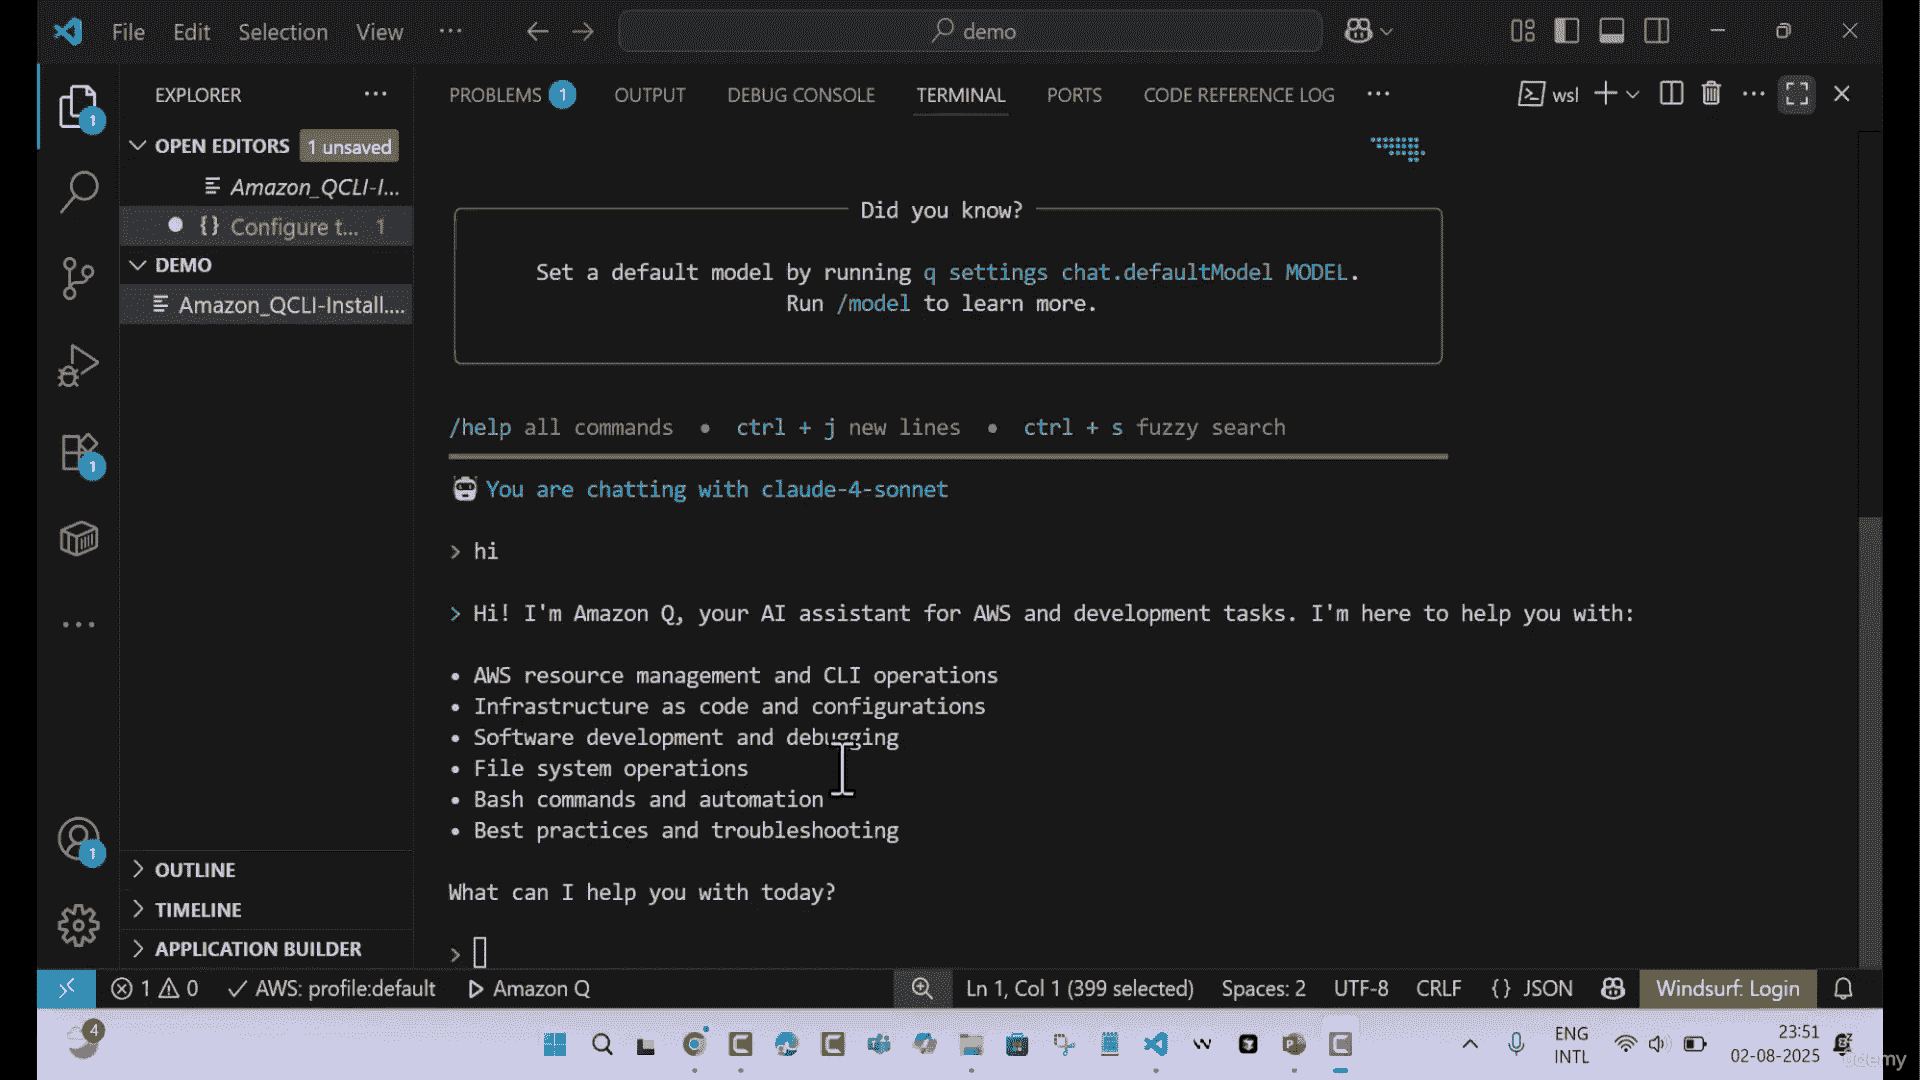 File Edit Selection View ··· demo
EXPLORER ···
OPEN EDITORS 1 unsaved
Amazon_QCLI-I...
{} Configure t... 1
DEMO
Amazon_QCLI-Install....
OUTLINE
TIMELINE
APPLICATION BUILDER
1
1
1
PROBLEMS 1 OUTPUT DEBUG CONSOLE TERMINAL PORTS CODE REFERENCE LOG ··· wsl ···
Did you know?
Set a default model by running q settings chat.defaultModel MODEL.
Run /model to learn more.
/help all commands • ctrl + j new lines • ctrl + s fuzzy search
You are chatting with claude-4-sonnet
> hi
> Hi! I'm Amazon Q, your AI assistant for AWS and development tasks. I'm here to help you with:
• AWS resource management and CLI operations
• Infrastructure as code and configurations
• Software development and debugging
• File system operations
• Bash commands and automation
• Best practices and troubleshooting
What can I help you with today?
>
1 0 AWS: profile:default Amazon Q Ln 1, Col 1 (399 selected) Spaces: 2 UTF-8 CRLF {} JSON Windsurf: Login
4
ENG
INTL
23:51
02-08-2025
udemy